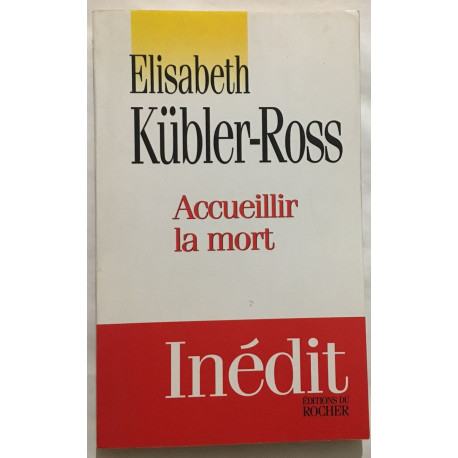 Elisabeth
Kübler-Ross
Accueillir
la mort
Inédit
ÉDITIONS DU
ROCHER